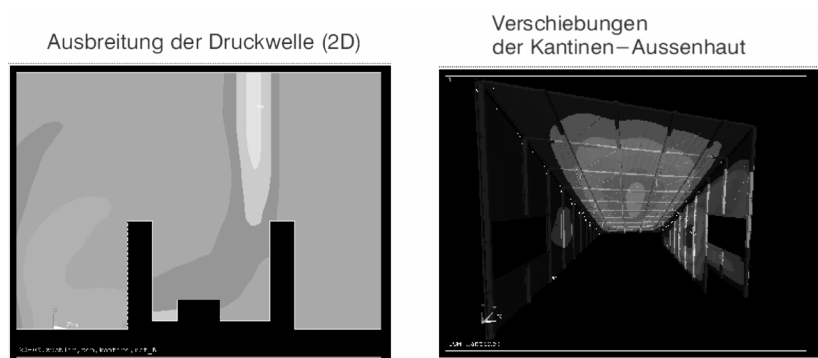 Ausbreitung der Druckwelle (2D)
Verschiebungen
der Kantinen–Aussenhaut